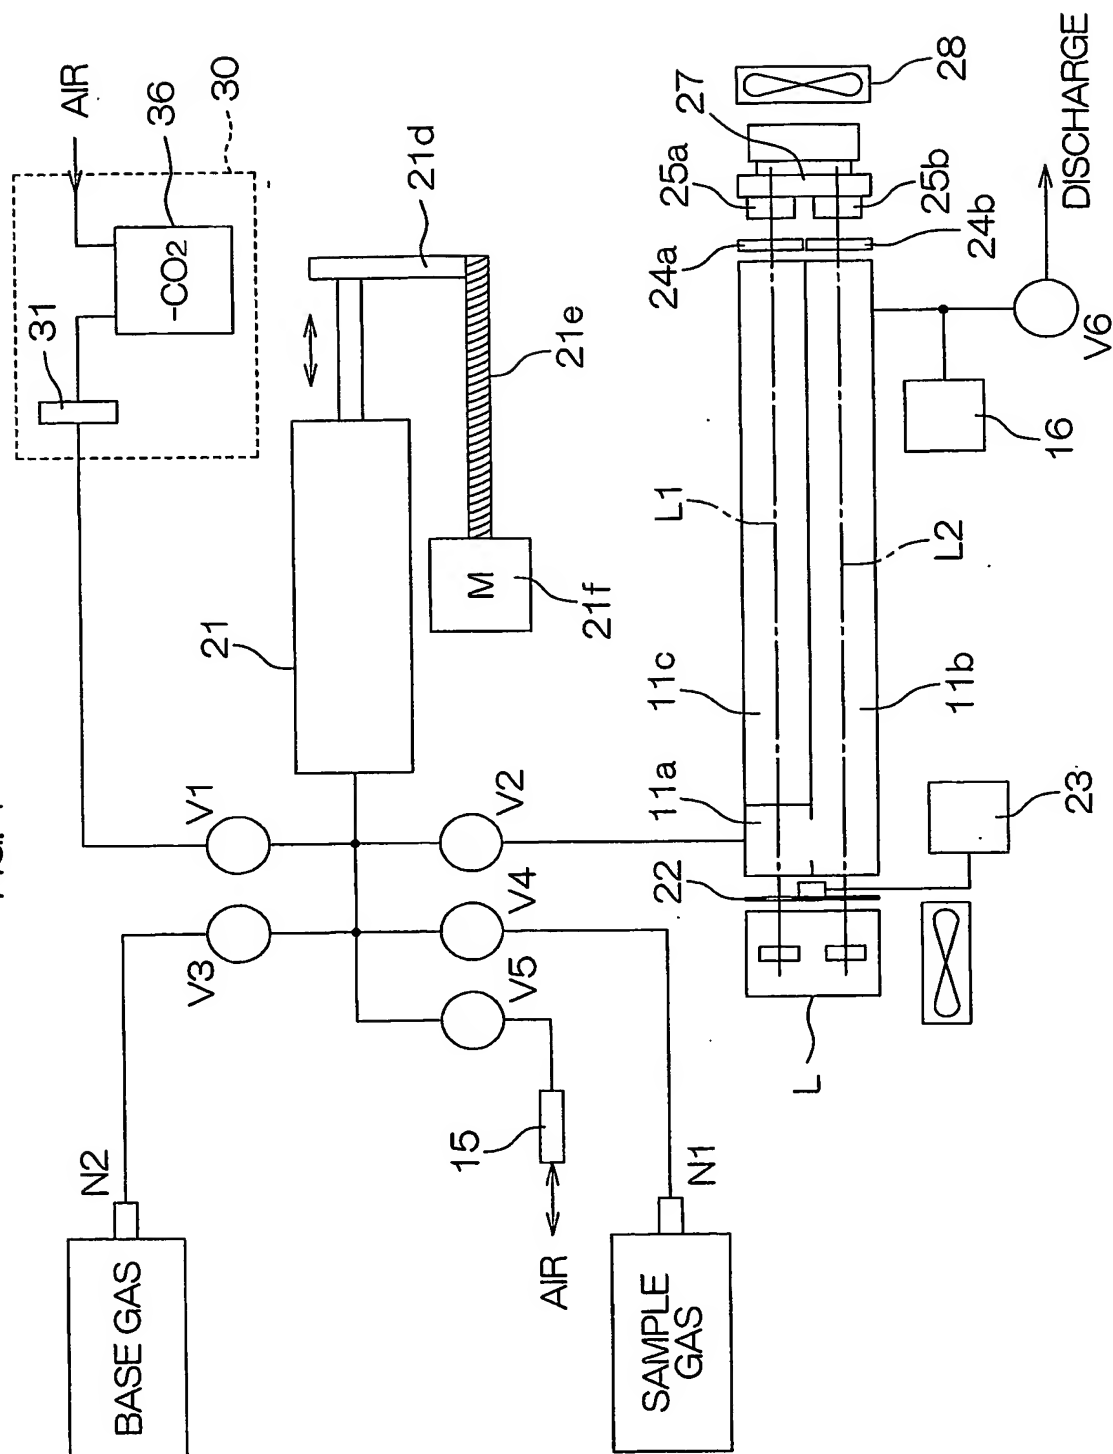 AIR
36
30
31
-CO2
21d
21e
21
M
21f
V1
V2
V3
V4
V5
N2
BASE GAS
15
AIR
SAMPLE
GAS
N1
28
27
25a
25b
24a
24b
DISCHARGE
V6
16
L1
L2
11c
11b
11a
22
23
L